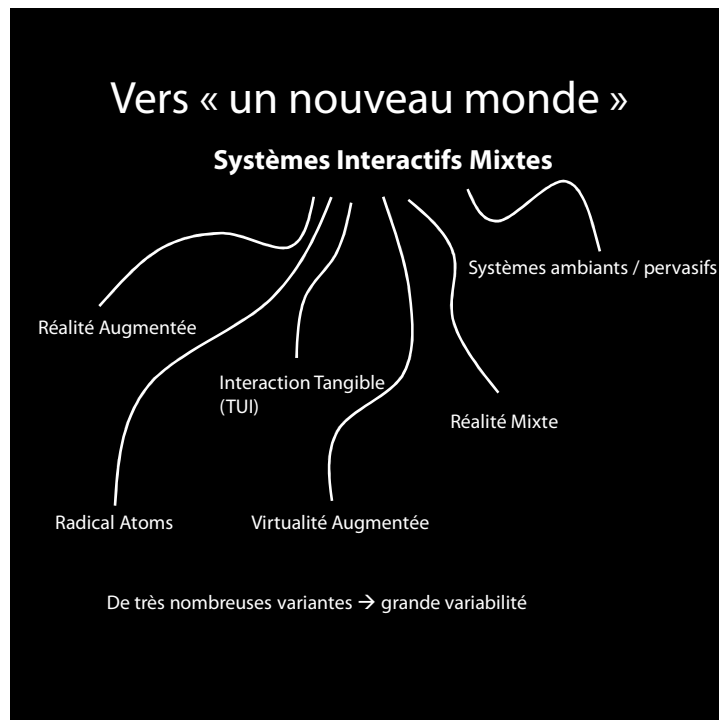 Vers « un nouveau monde »
Systèmes Interactifs Mixtes
Systèmes ambiants / pervasifs
Réalité Augmentée
Interaction Tangible
(TUI)
Réalité Mixte
Radical Atoms
Virtualité Augmentée
De très nombreuses variantes → grande variabilité